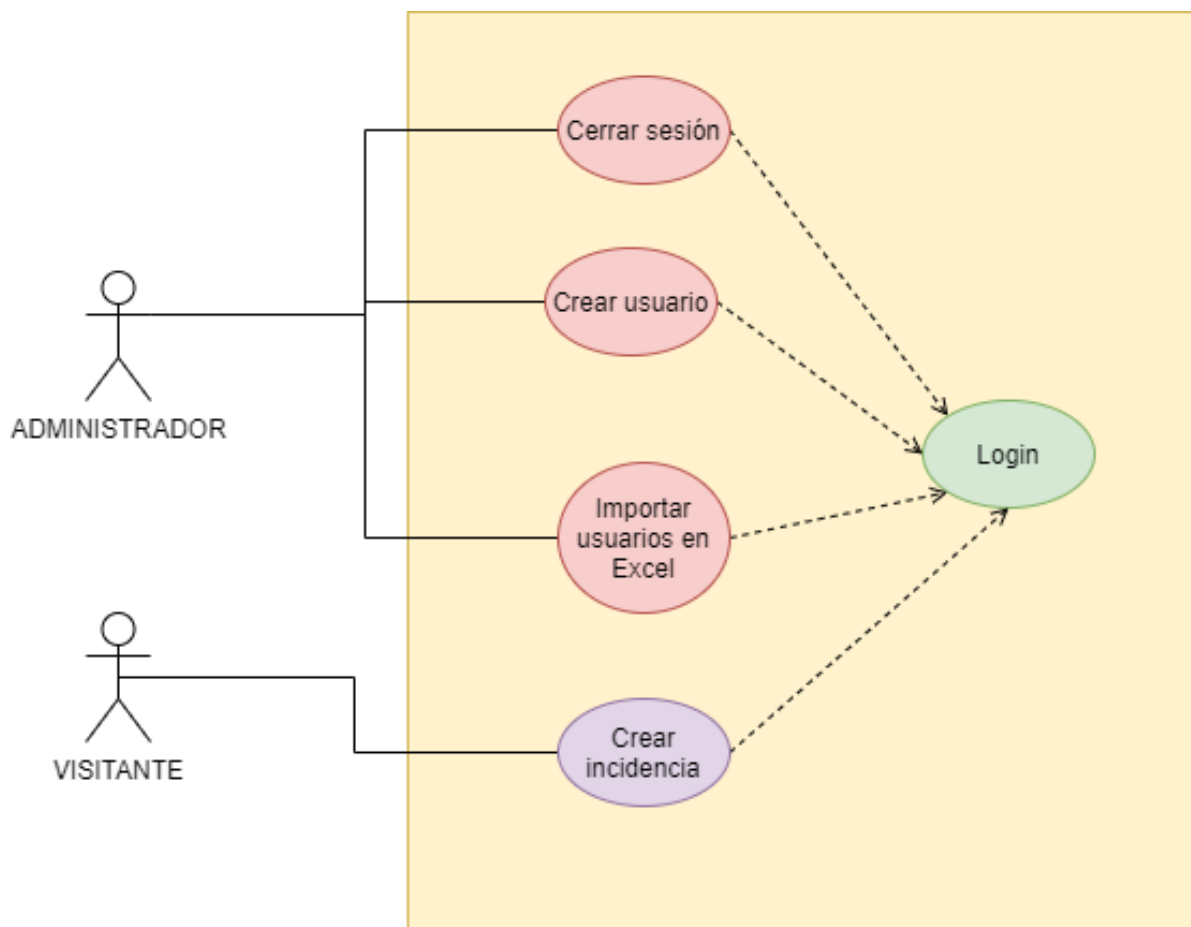 Cerrar sesión
Crear usuario
ADMINISTRADOR
Login
Importar
usuarios en
Excel
Crear
incidencia
VISITANTE